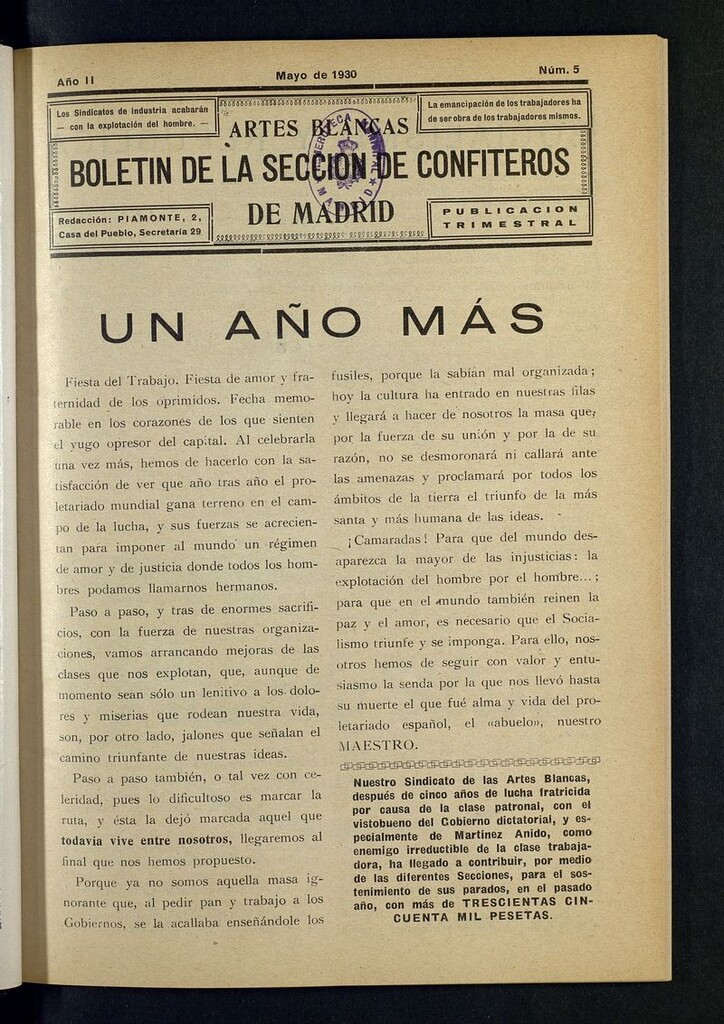 Año II
Mayo de 1930
Núm. 5
Los Sindicatos de industria acabarán
— con la explotación del hombre. —
La emancipación de los trabajadores ha
de ser obra de los trabajadores mismos.
ARTES BLANCAS
BOLETIN DE LA SECCION DE CONFITEROS
DE MADRID
Redacción: PIAMONTE, 2,
Casa del Pueblo, Secretaría 29
PUBLICACION
TRIMESTRAL
HEMEROTECA MUNICIPAL
MADRID
UN AÑO MÁS
Fiesta del Trabajo. Fiesta de amor y fra-
ternidad de los oprimidos. Fecha memo-
rable en los corazones de los que sienten
el yugo opresor del capital. Al celebrarla
una vez más, hemos de hacerlo con la sa-
tisfacción de ver que año tras año el pro-
letariado mundial gana terreno en el cam-
po de la lucha, y sus fuerzas se acrecien-
tan para imponer al mundo un régimen
de amor y de justicia donde todos los hom-
bres podamos llamarnos hermanos.
Paso a paso, y tras de enormes sacrifi-
cios, con la fuerza de nuestras organiza-
ciones, vamos arrancando mejoras de las
clases que nos explotan, que, aunque de
momento sean sólo un lenitivo a los dolo-
res y miserias que rodean nuestra vida,
son, por otro lado, jalones que señalan el
camino triunfante de nuestras ideas.
Paso a paso también, o tal vez con ce-
leridad, pues lo dificultoso es marcar la
ruta, y ésta la dejó marcada aquel que
todavía vive entre nosotros, llegaremos al
final que nos hemos propuesto.
Porque ya no somos aquella masa ig-
norante que, al pedir pan y trabajo a los
Gobiernos, se la acallaba enseñándole los
fusiles, porque la sabían mal organizada;
hoy la cultura ha entrado en nuestras filas
y llegará a hacer de nosotros la masa que,
por la fuerza de su unión y por la de su
razón, no se desmoronará ni callará ante
las amenazas y proclamará por todos los
ámbitos de la tierra el triunfo de la más
santa y más humana de las ideas.
¡Camaradas! Para que del mundo des-
aparezca la mayor de las injusticias: la
explotación del hombre por el hombre...;
para que en el mundo también reinen la
paz y el amor, es necesario que el Socia-
lismo triunfe y se imponga. Para ello, nos-
otros hemos de seguir con valor y entu-
siasmo la senda por la que nos llevó hasta
su muerte el que fué alma y vida del pro-
letariado español, el «abuelo», nuestro
MAESTRO.
Nuestro Sindicato de las Artes Blancas,
después de cinco años de lucha fratricida
por causa de la clase patronal, con el
vistobueno del Gobierno dictatorial, y es-
pecialmente de Martínez Anido, como
enemigo irreductible de la clase trabaja-
dora, ha llegado a contribuir, por medio
de las diferentes Secciones, para el sos-
tenimiento de sus parados, en el pasado
año, con más de TRESCIENTAS CIN-
CUENTA MIL PESETAS.